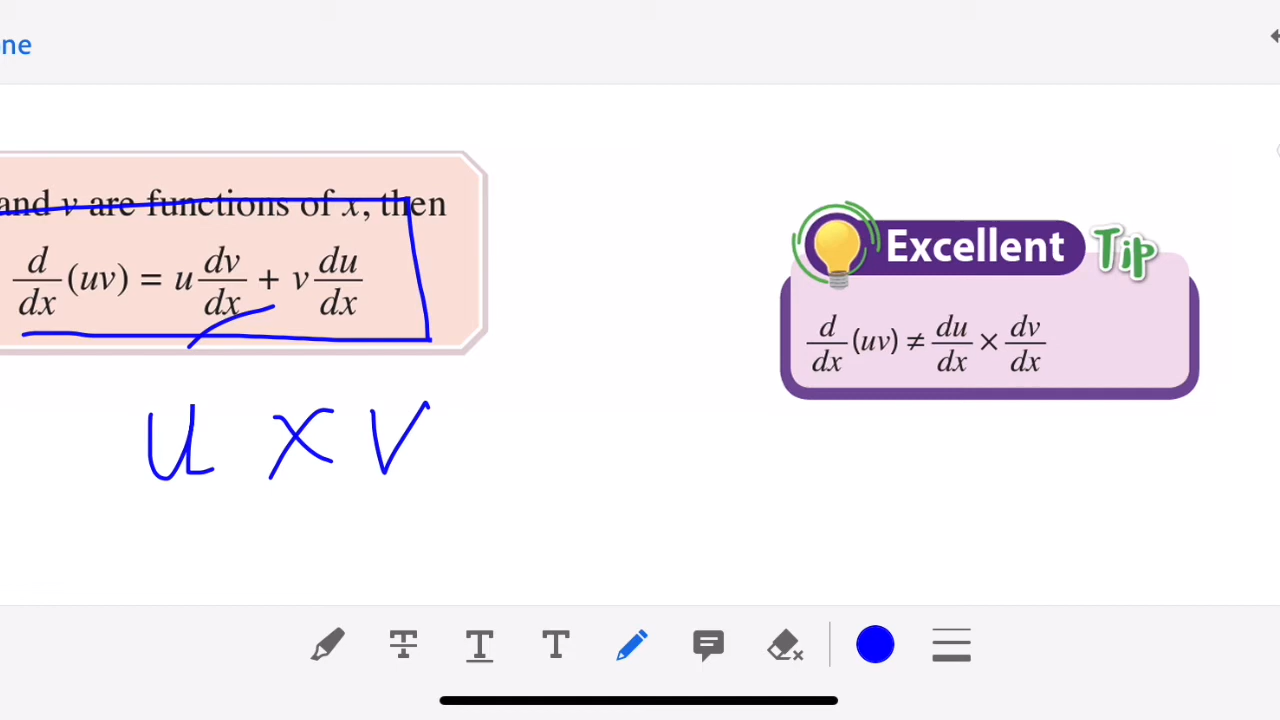 ne
and v are functions of x, then
d/dx (uv) = u dv/dx + v du/dx
u × v
Excellent Tip
d/dx (uv) ≠ du/dx × dv/dx
T T T